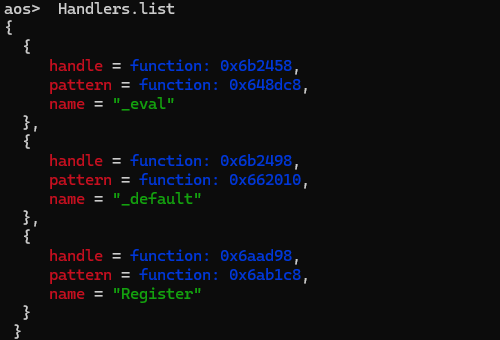 aos>  Handlers.list
{
  {
     handle = function: 0x6b2458,
     pattern = function: 0x648dc8,
     name = "_eval"
  },
  {
     handle = function: 0x6b2498,
     pattern = function: 0x662010,
     name = "_default"
  },
  {
     handle = function: 0x6aad98,
     pattern = function: 0x6ab1c8,
     name = "Register"
  }
 }